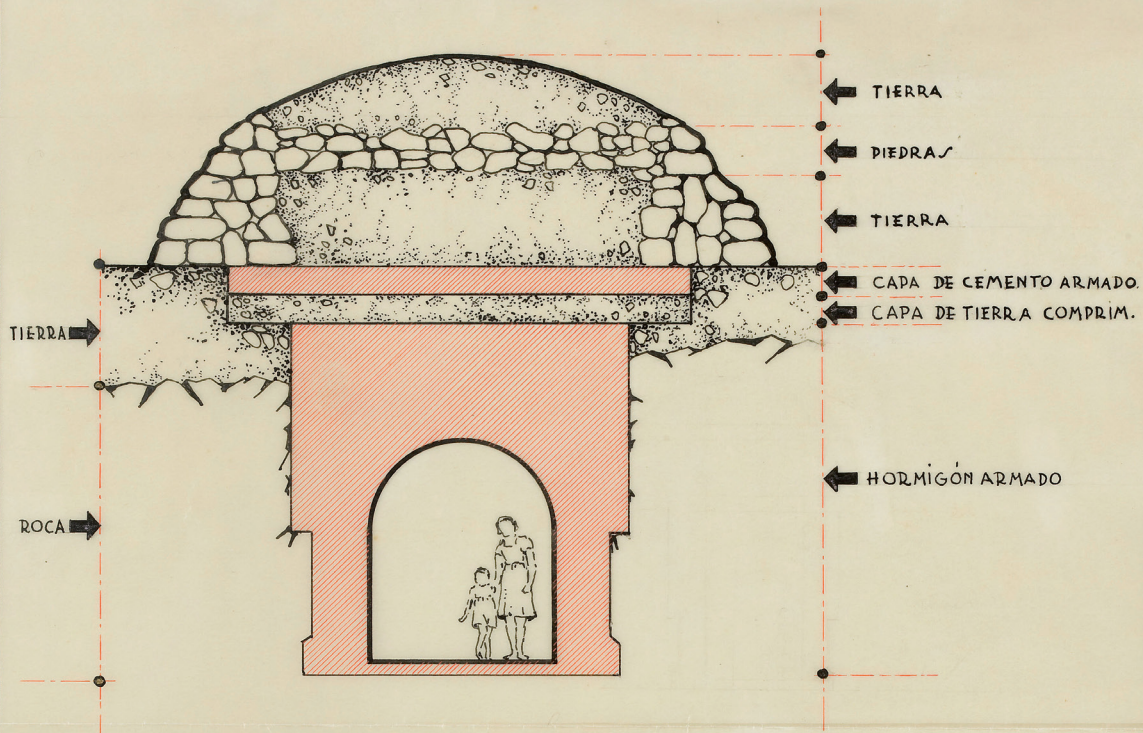 TIERRA
PIEDRAS
TIERRA
CAPA DE CEMENTO ARMADO.
CAPA DE TIERRA COMPRIM.
TIERRA
HORMIGÓN ARMADO
ROCA